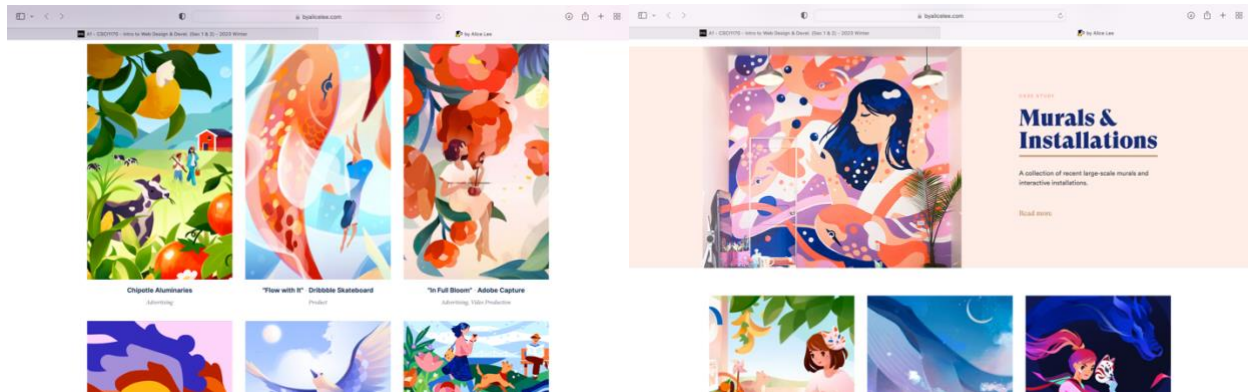 byalicelee.com
A1 - CSCI1170 - Intro to Web Design & Devel. (Sec 1 & 2) - 2023 Winter
by Alice Lee
Chipotle Aluminaries
Advertising
"Flow with It" · Dribbble Skateboard
Product
"In Full Bloom" · Adobe Capture
Advertising, Video Production
byalicelee.com
A1 - CSCI1170 - Intro to Web Design & Devel. (Sec 1 & 2) - 2023 Winter
by Alice Lee
CASE STUDY
Murals &
Installations
A collection of recent large-scale murals and
interactive installations.
Read more